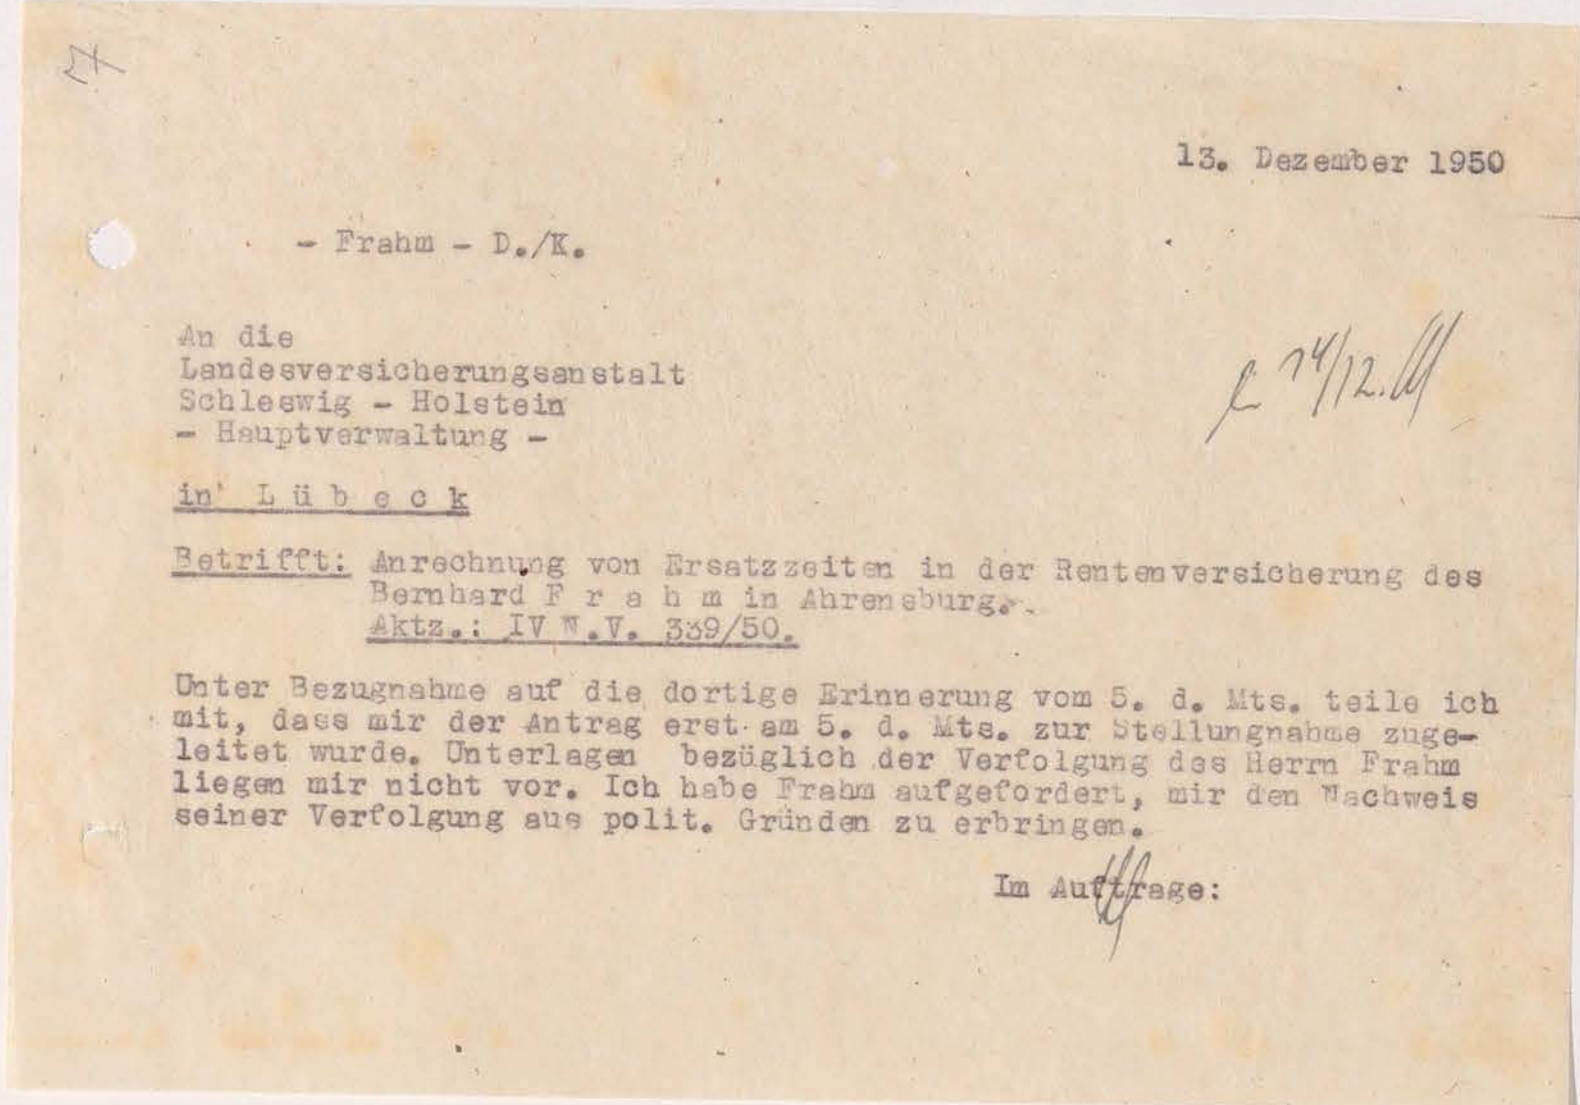 13. Dezember 1950
- Frahm - D./K.
An die
Landesversicherungsanstalt
Schleswig - Holstein
- Hauptverwaltung -
14/12.
in L ü b e c k
Betrifft: Anrechnung von Ersatzzeiten in der Rentenversicherung des
Bernhard F r a h m in Ahrensburg.
Aktz.: IV N.V. 339/50.
Unter Bezugnahme auf die dortige Erinnerung vom 5. d. Mts. teile ich
mit, dass mir der Antrag erst am 5. d. Mts. zur Stellungnahme zuge-
leitet wurde. Unterlagen bezüglich der Verfolgung des Herrn Frahm
liegen mir nicht vor. Ich habe Frahm aufgefordert, mir den Nachweis
seiner Verfolgung aus polit. Gründen zu erbringen.
Im Auftrage: